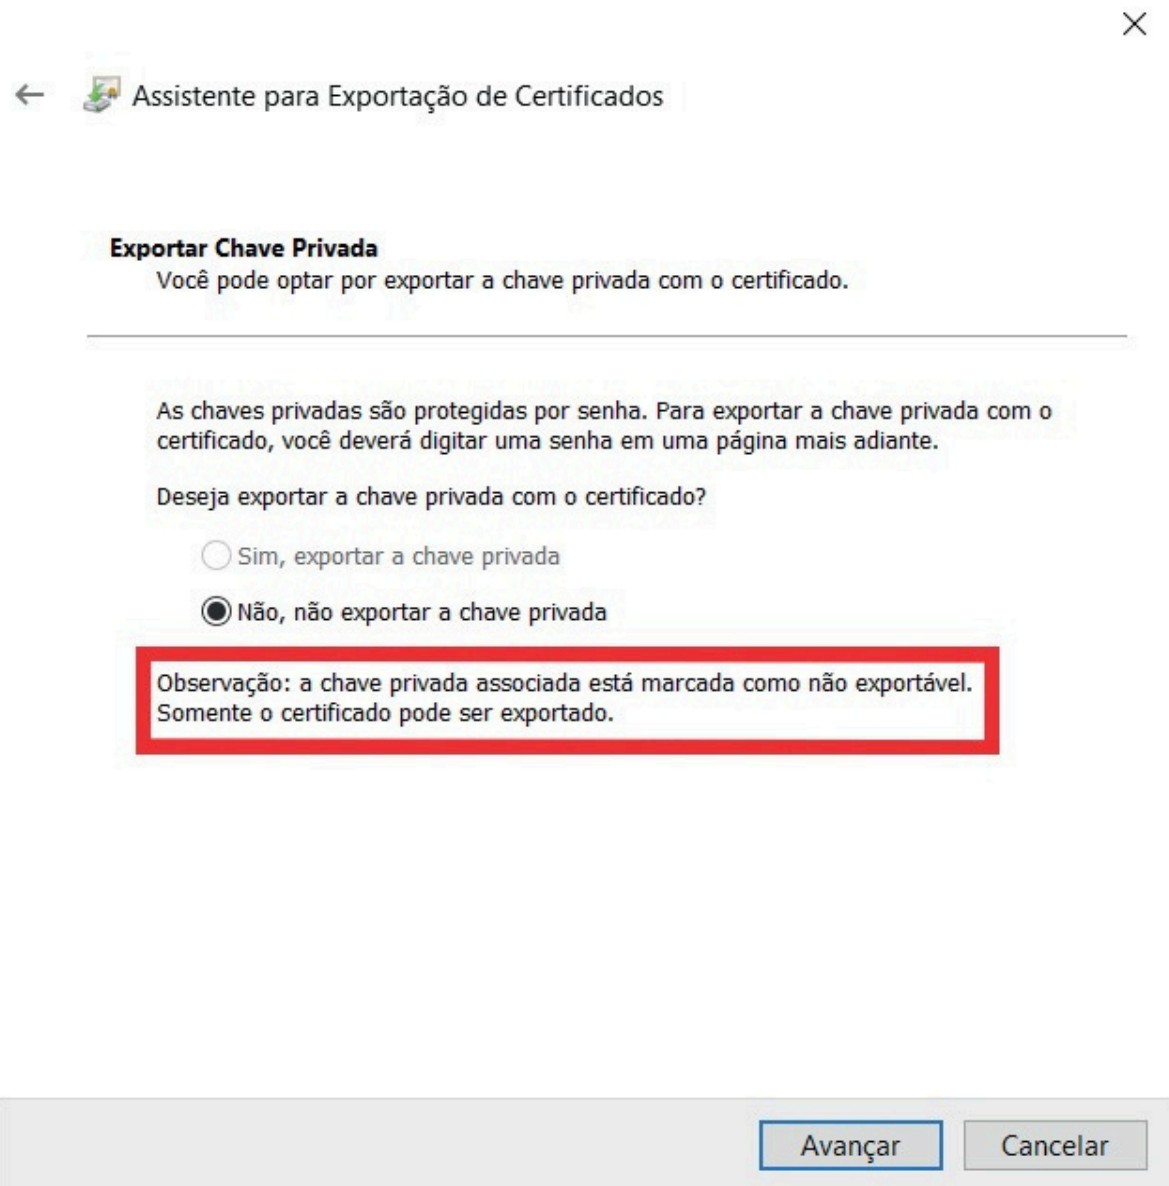 Assistente para Exportação de Certificados
Exportar Chave Privada
Você pode optar por exportar a chave privada com o certificado.
As chaves privadas são protegidas por senha. Para exportar a chave privada com o
certificado, você deverá digitar uma senha em uma página mais adiante.
Deseja exportar a chave privada com o certificado?
Sim, exportar a chave privada
Não, não exportar a chave privada
Observação: a chave privada associada está marcada como não exportável.
Somente o certificado pode ser exportado.
Avançar
Cancelar